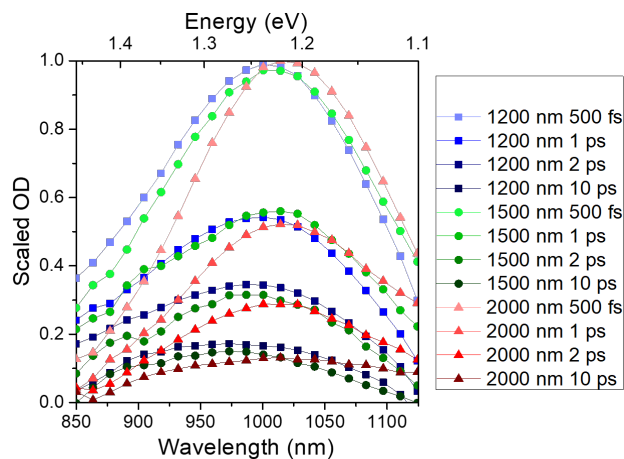 Energy (eV)
1.4 1.3 1.2 1.1
Scaled OD
1.0
0.8
0.6
0.4
0.2
0.0
850 900 950 1000 1050 1100
Wavelength (nm)
1200 nm 500 fs
1200 nm 1 ps
1200 nm 2 ps
1200 nm 10 ps
1500 nm 500 fs
1500 nm 1 ps
1500 nm 2 ps
1500 nm 10 ps
2000 nm 500 fs
2000 nm 1 ps
2000 nm 2 ps
2000 nm 10 ps